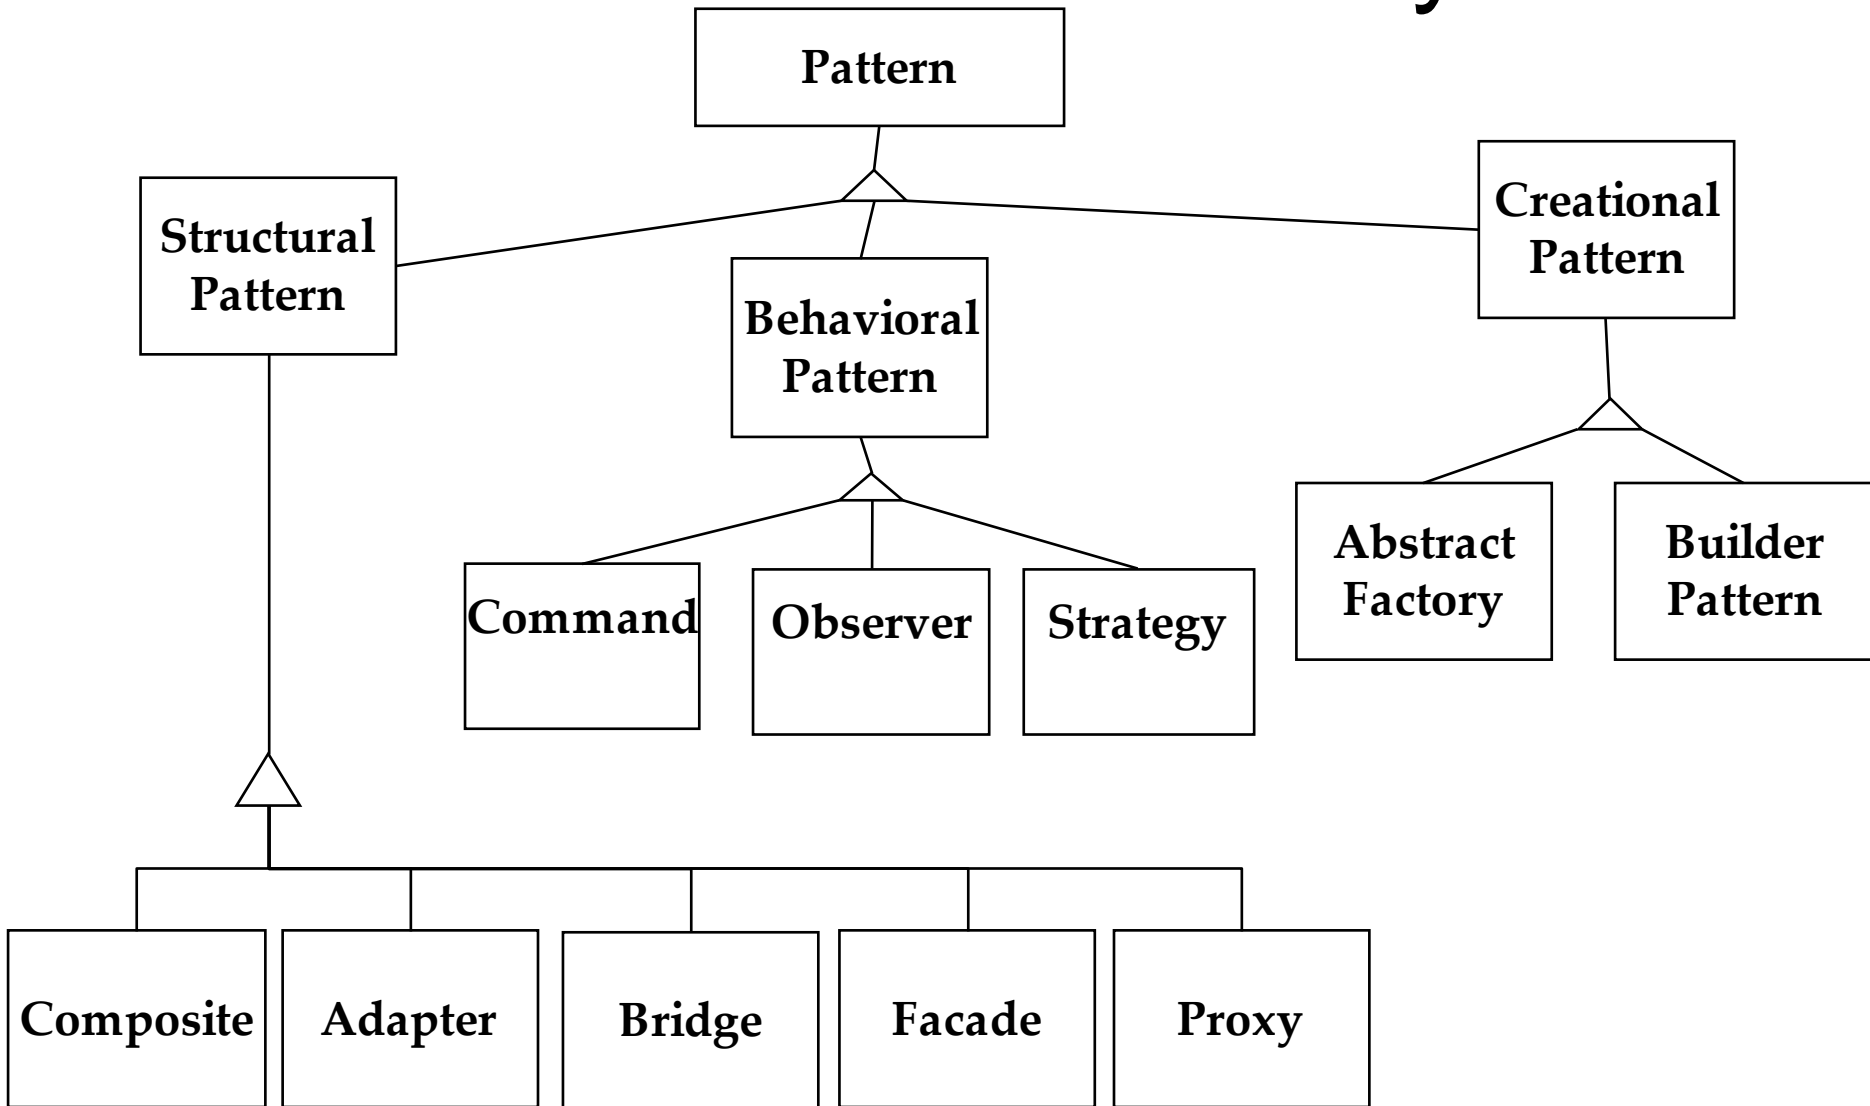 Pattern
Structural
Pattern
Behavioral
Pattern
Creational
Pattern
Command
Observer
Strategy
Abstract
Factory
Builder
Pattern
Composite
Adapter
Bridge
Facade
Proxy